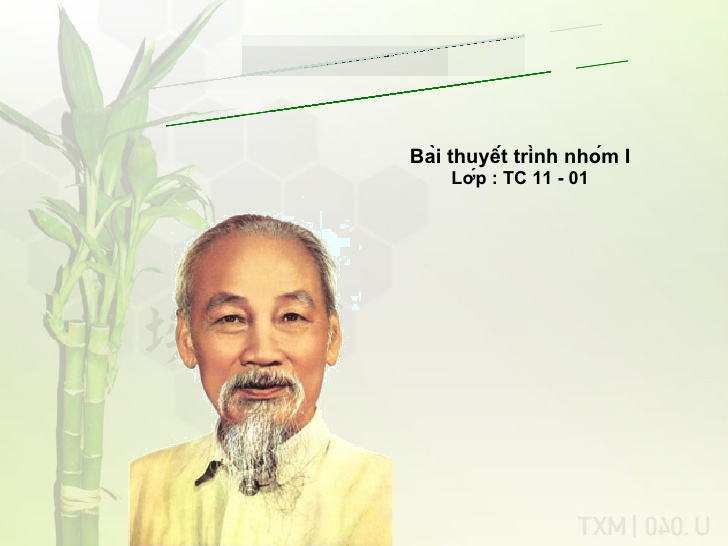 Bài thuyết trình nhóm I
Lớp : TC 11 - 01
TXM | 040. U